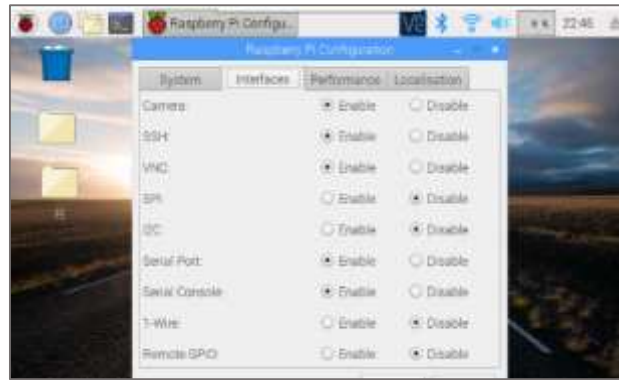 Raspberry Pi Configu...
VC
22:46
Raspberry Pi Configuration
System Interfaces Performance Localisation
Camera: Enable Disable
SSH: Enable Disable
VNC: Enable Disable
SPI: Enable Disable
I2C: Enable Disable
Serial Port: Enable Disable
Serial Console: Enable Disable
1-Wire: Enable Disable
Remote GPIO: Enable Disable